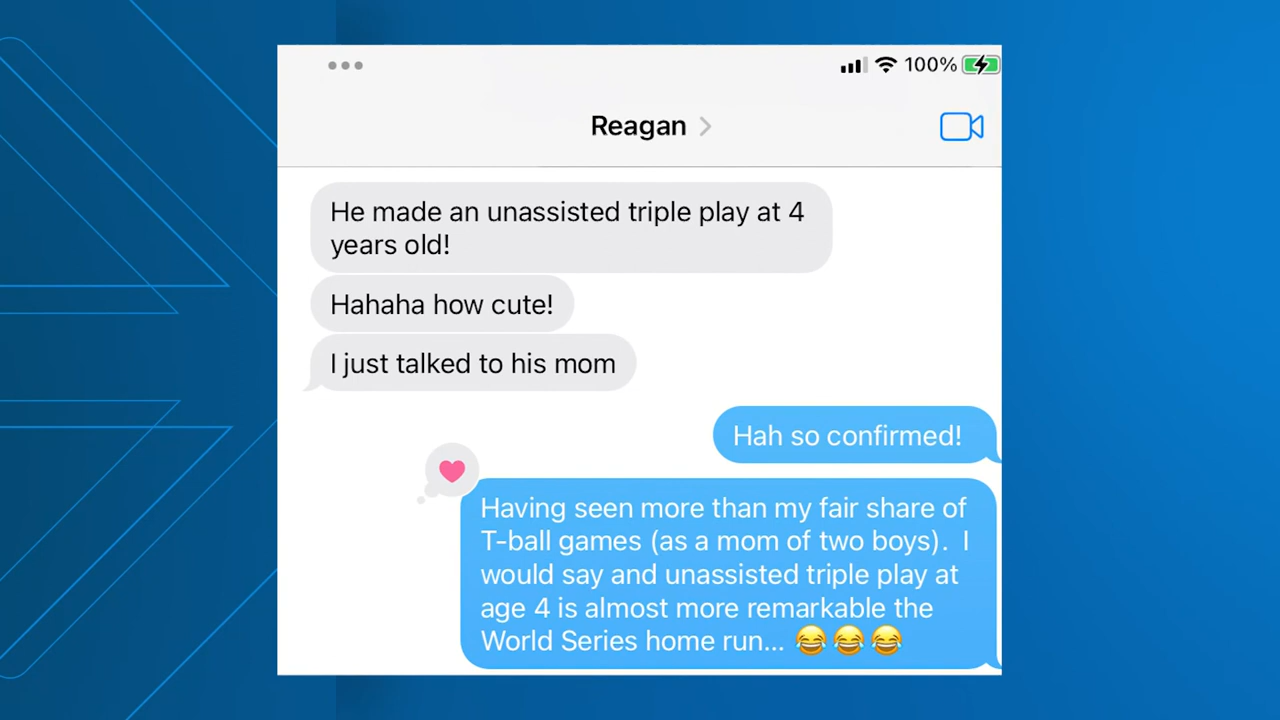 100%
Reagan
He made an unassisted triple play at 4
years old!
Hahaha how cute!
I just talked to his mom
Hah so confirmed!
Having seen more than my fair share of
T-ball games (as a mom of two boys).  I
would say and unassisted triple play at
age 4 is almost more remarkable the
World Series home run... 😂😂😂